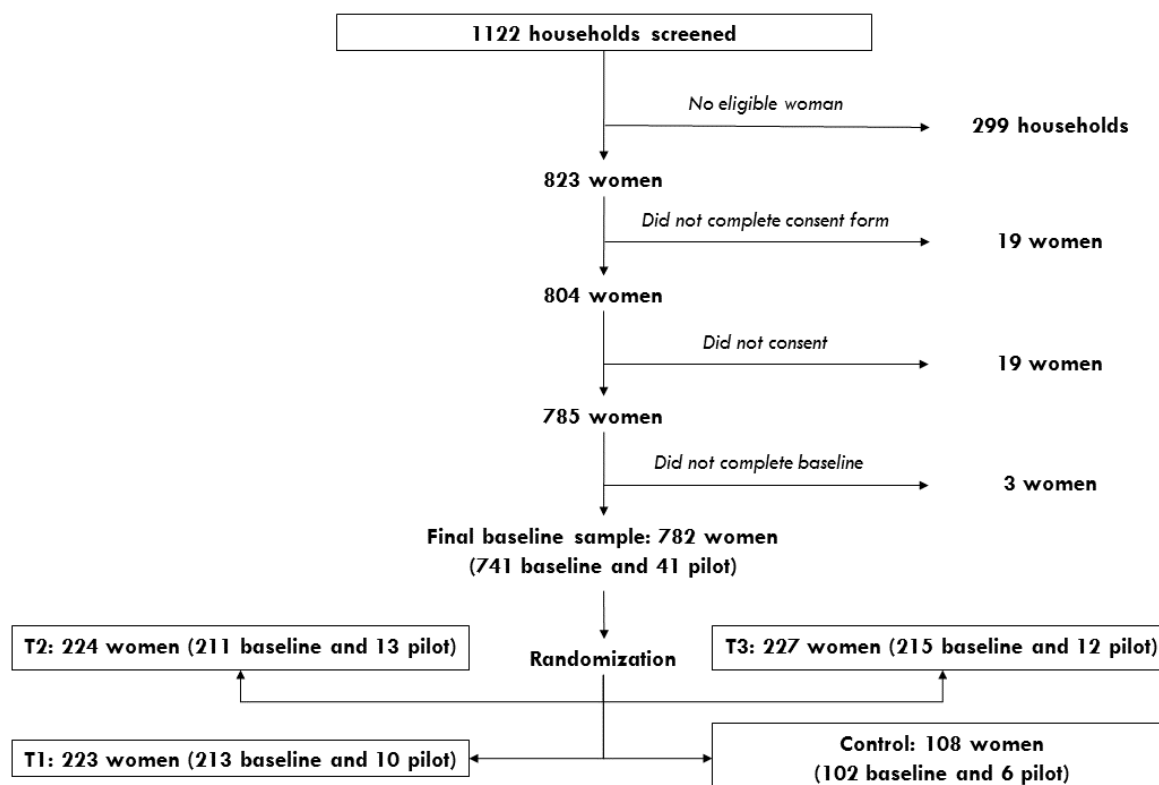 1122 households screened
No eligible woman
299 households
823 women
Did not complete consent form
19 women
804 women
Did not consent
19 women
785 women
Did not complete baseline
3 women
Final baseline sample: 782 women
(741 baseline and 41 pilot)
T2: 224 women (211 baseline and 13 pilot)
Randomization
T3: 227 women (215 baseline and 12 pilot)
T1: 223 women (213 baseline and 10 pilot)
Control: 108 women
(102 baseline and 6 pilot)